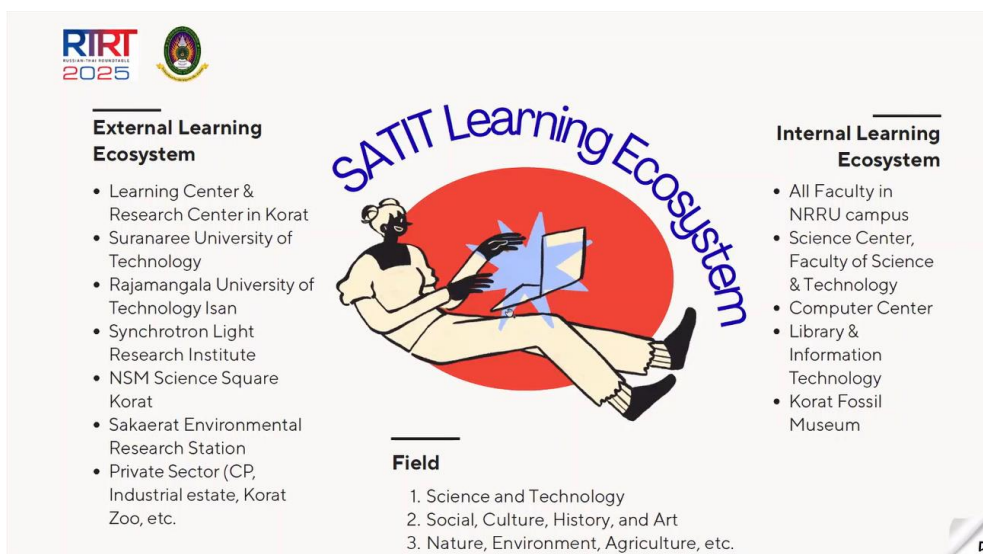 RTRT
RUSSIAN-THAI ROUNDTABLE
2025
SATIT Learning Ecosystem
External Learning
Ecosystem
• Learning Center &
Research Center in Korat
• Suranaree University of
Technology
• Rajamangala University of
Technology Isan
• Synchrotron Light
Research Institute
• NSM Science Square
Korat
• Sakaerat Environmental
Research Station
• Private Sector (CP,
Industrial estate, Korat
Zoo, etc.
Internal Learning
Ecosystem
• All Faculty in
NRRU campus
• Science Center,
Faculty of Science
& Technology
• Computer Center
• Library &
Information
Technology
• Korat Fossil
Museum
Field
1. Science and Technology
2. Social, Culture, History, and Art
3. Nature, Environment, Agriculture, etc.